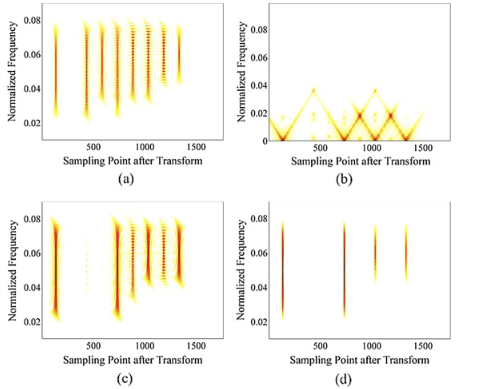 0.08
0.06
0.04
0.02
Normalized Frequency
500 1000 1500
Sampling Point after Transform
(a)
0.08
0.06
0.04
0.02
0
Normalized Frequency
500 1000 1500
Sampling Point after Transform
(b)
0.08
0.06
0.04
0.02
Normalized Frequency
500 1000 1500
Sampling Point after Transform
(c)
0.08
0.06
0.04
0.02
Normalized Frequency
500 1000 1500
Sampling Point after Transform
(d)